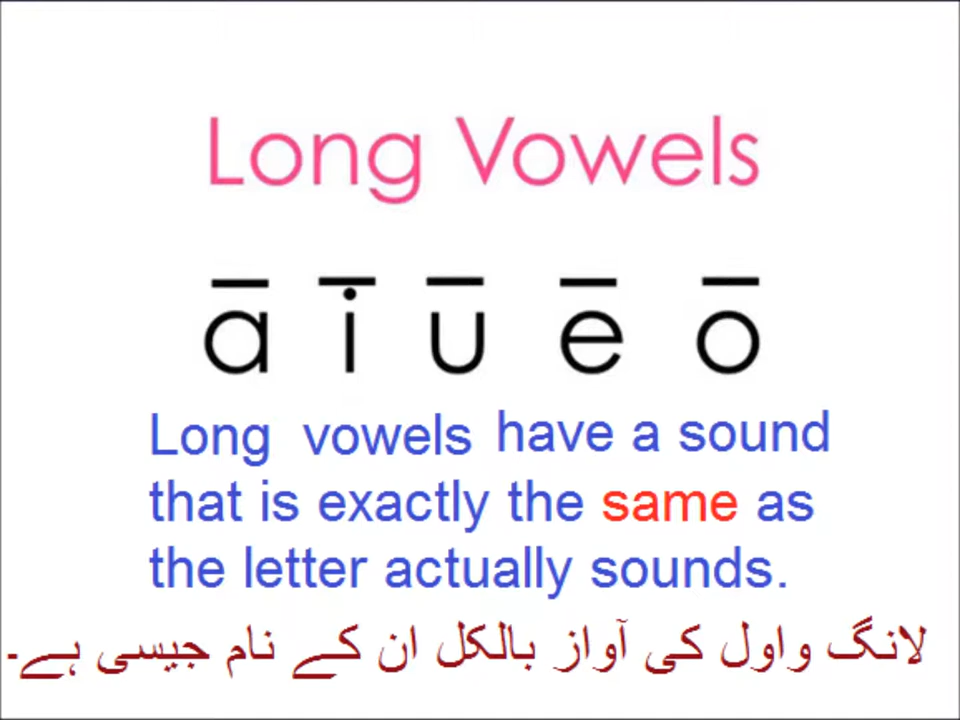 Long Vowels
ā ī ū ē ō
Long vowels have a sound
that is exactly the same as
the letter actually sounds.
لانگ واول کی آواز بالکل ان کے نام جیسی ہے۔